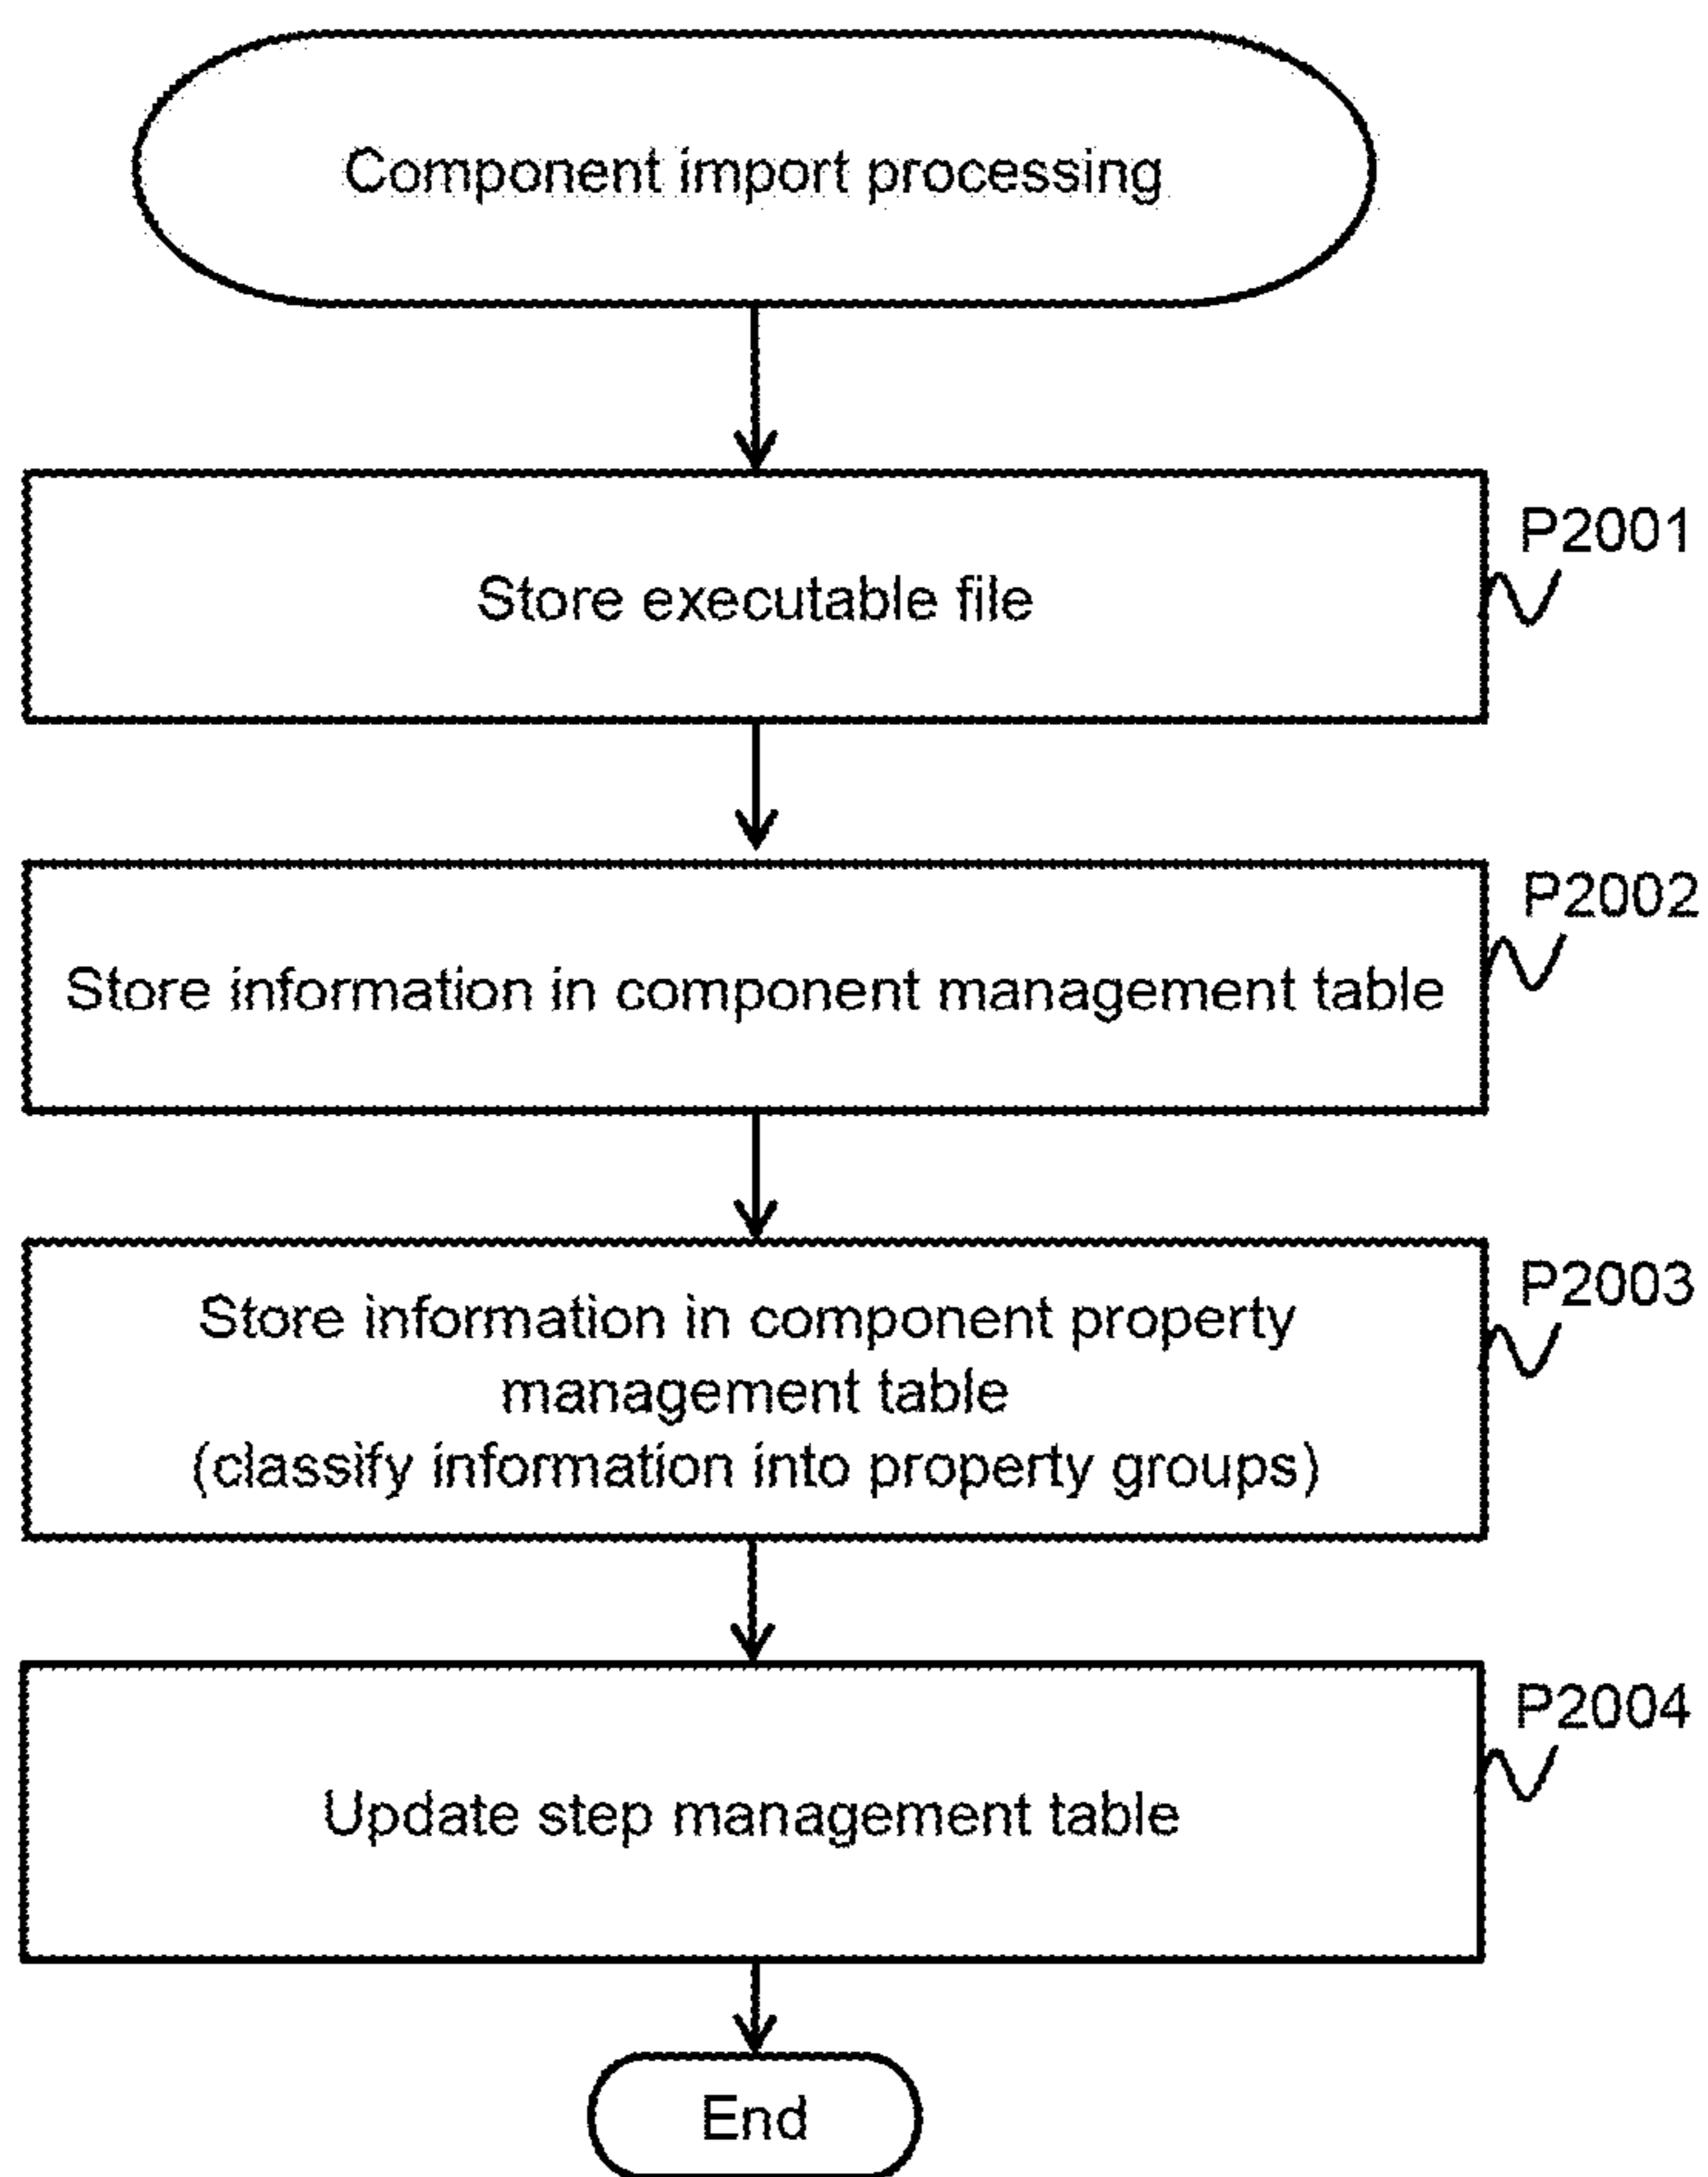 Component import processing
P2001
Store executable file
P2002
Store information in component management table
P2003
Store information in component property
management table
(classify information into property groups)
P2004
Update step management table
End